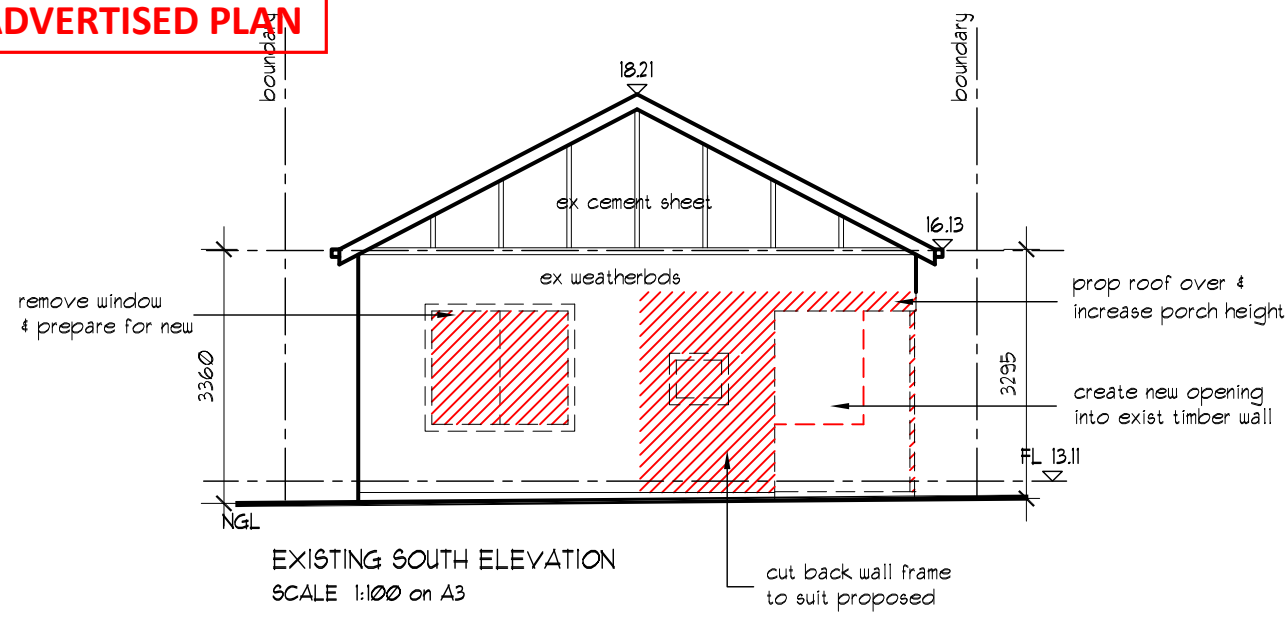 ADVERTISED PLAN
boundary
boundary
18.21
ex cement sheet
16.13
ex weatherbds
remove window
& prepare for new
prop roof over &
increase porch height
3360
3295
create new opening
into exist timber wall
FL 13.11
NGL
EXISTING SOUTH ELEVATION
SCALE 1:100 on A3
cut back wall frame
to suit proposed